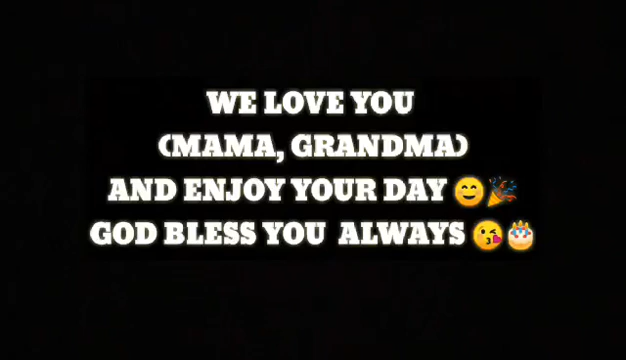 WE LOVE YOU
(MAMA, GRANDMA)
AND ENJOY YOUR DAY 😊🎉
GOD BLESS YOU  ALWAYS 😘🎂